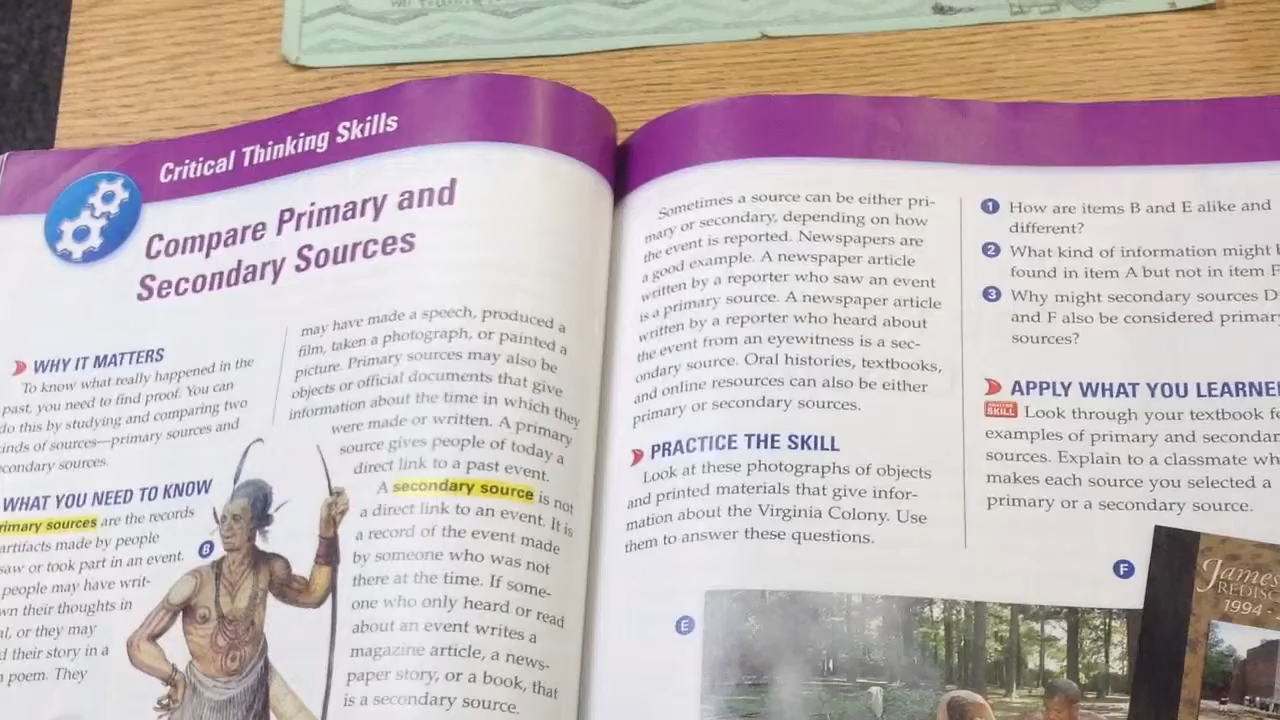 Critical Thinking Skills
Compare Primary and
Secondary Sources
WHY IT MATTERS
To know what really happened in the
past, you need to find proof. You can
do this by studying and comparing two
kinds of sources—primary sources and
secondary sources.
WHAT YOU NEED TO KNOW
primary sources are the records
artifacts made by people
saw or took part in an event.
people may have writ-
their thoughts in
or they may
their story in a
poem. They
B
may have made a speech, produced a
film, taken a photograph, or painted a
picture. Primary sources may also be
objects or official documents that give
information about the time in which they
were made or written. A primary
source gives people of today a
direct link to a past event.
A secondary source is not
a direct link to an event. It is
a record of the event made
by someone who was not
there at the time. If some-
one who only heard or read
about an event writes a
magazine article, a news-
paper story, or a book, that
is a secondary source.
Sometimes a source can be either pri-
mary or secondary, depending on how
the event is reported. Newspapers are
a good example. A newspaper article
written by a reporter who saw an event
is a primary source. A newspaper article
written by a reporter who heard about
the event from an eyewitness is a sec-
ondary source. Oral histories, textbooks,
and online resources can also be either
primary or secondary sources.
PRACTICE THE SKILL
Look at these photographs of objects
and printed materials that give infor-
mation about the Virginia Colony. Use
them to answer these questions.
1 How are items B and E alike and
different?
2 What kind of information might
found in item A but not in item
3 Why might secondary sources D
and F also be considered primary
sources?
APPLY WHAT YOU LEARNED
SKILL Look through your textbook
examples of primary and secondary
sources. Explain to a classmate
makes each source you selected a
primary or a secondary source.
E
F
1994